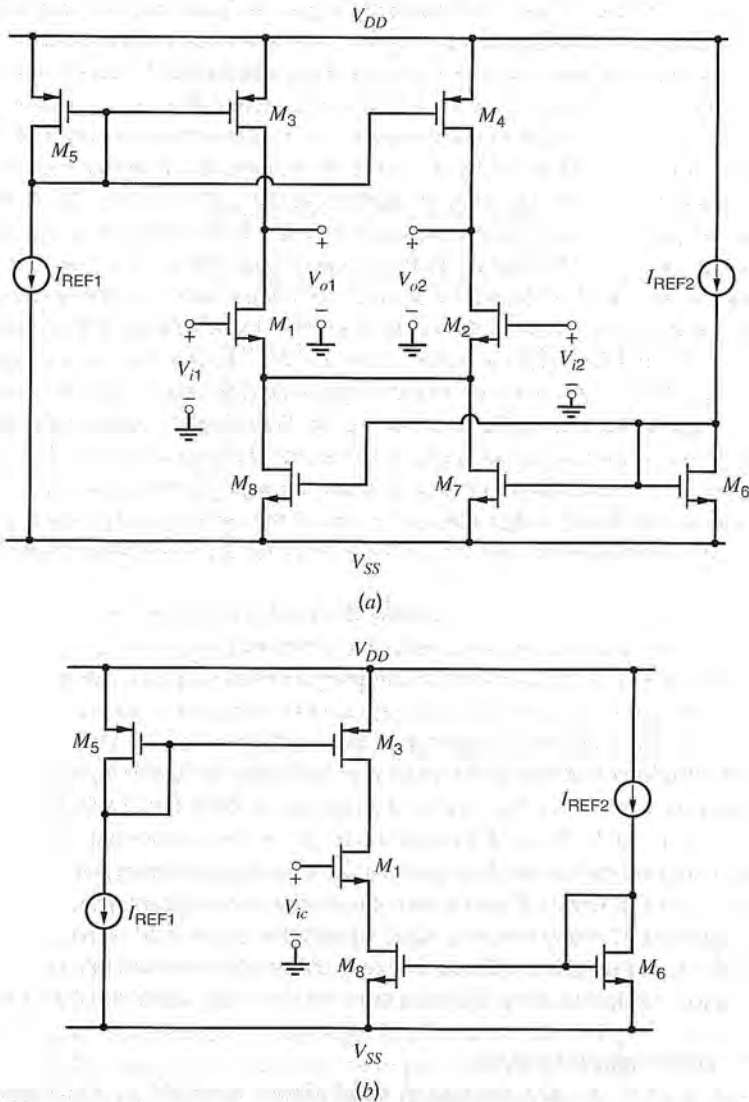 V_DD
M_5
M_3
M_4
I_REF1
+
V_o1
−
+
V_o2
−
I_REF2
+
V_i1
−
M_1
M_2
+
V_i2
−
M_8
M_7
M_6
V_SS
(a)
V_DD
M_5
M_3
I_REF2
M_1
I_REF1
+
V_ic
−
M_8
M_6
V_SS
(b)